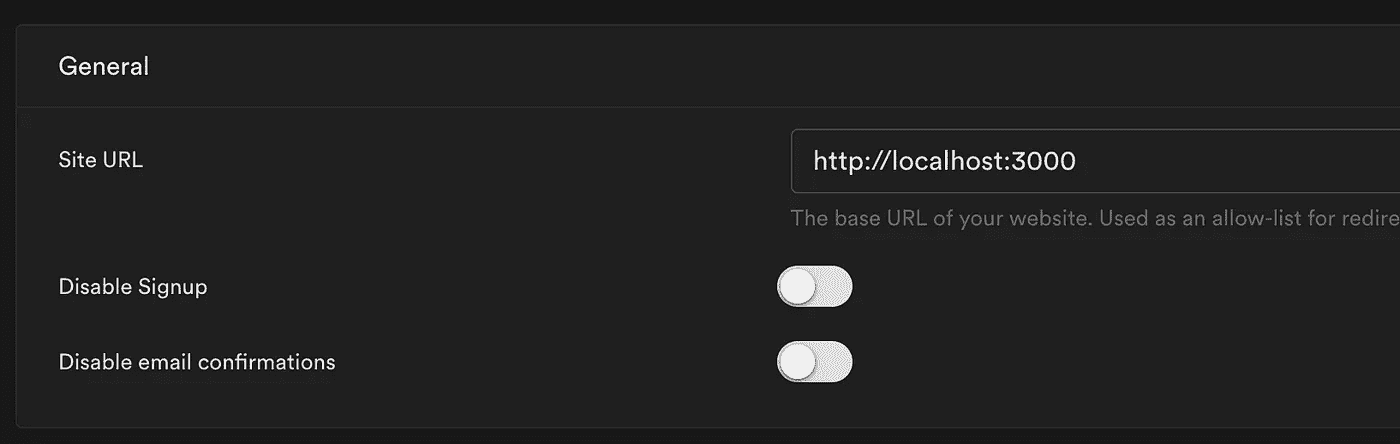 General
Site URL
http://localhost:3000
The base URL of your website. Used as an allow-list for
Disable Signup
Disable email confirmations